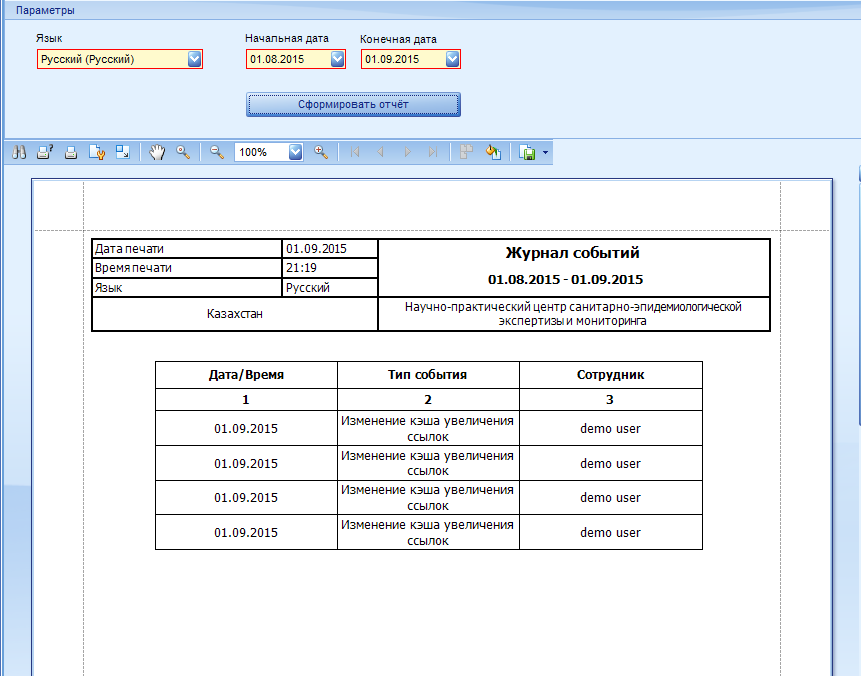 Параметры
Язык
Начальная дата
Конечная дата
Русский (Русский)
01.08.2015
01.09.2015
Сформировать отчёт
100%
Дата печати
01.09.2015
Время печати
21:19
Язык
Русский
Журнал событий
01.08.2015 - 01.09.2015
Казахстан
Научно-практический центр санитарно-эпидемиологической
экспертизы и мониторинга
Дата/Время
Тип события
Сотрудник
1
2
3
01.09.2015
Изменение кэша увеличения
ссылок
demo user
01.09.2015
Изменение кэша увеличения
ссылок
demo user
01.09.2015
Изменение кэша увеличения
ссылок
demo user
01.09.2015
Изменение кэша увеличения
ссылок
demo user